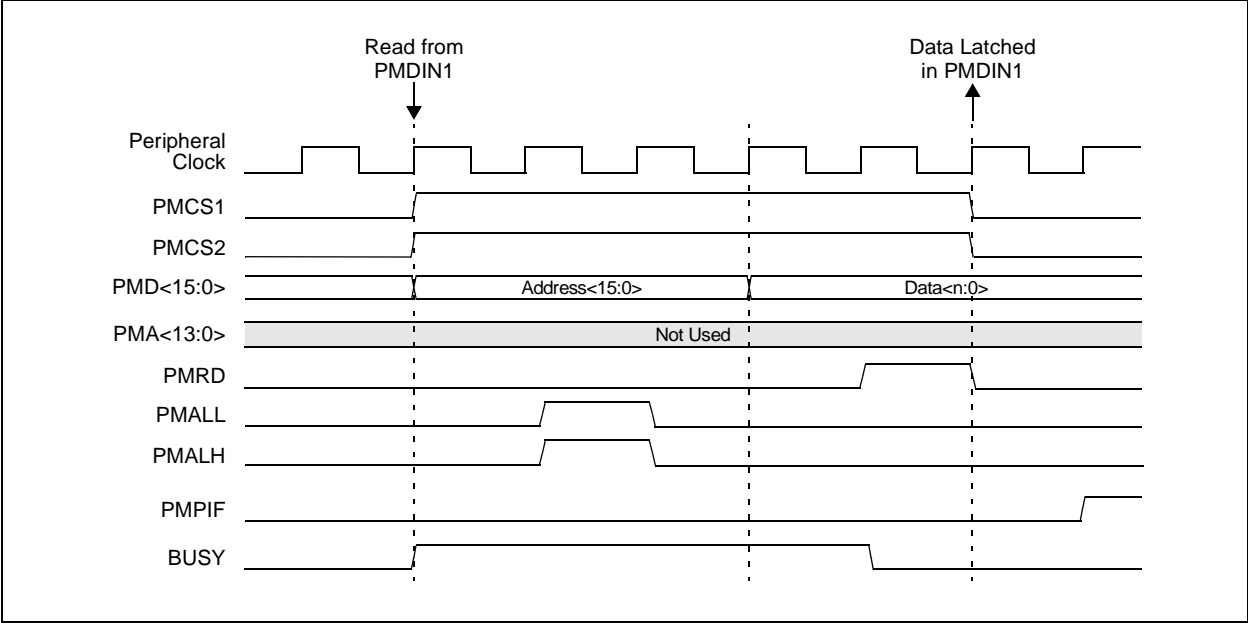 Read from
PMDIN1
Data Latched
in PMDIN1
Peripheral
Clock
PMCS1
PMCS2
PMD<15:0>
Address<15:0>
Data<n:0>
PMA<13:0>
Not Used
PMRD
PMALL
PMALH
PMPIF
BUSY